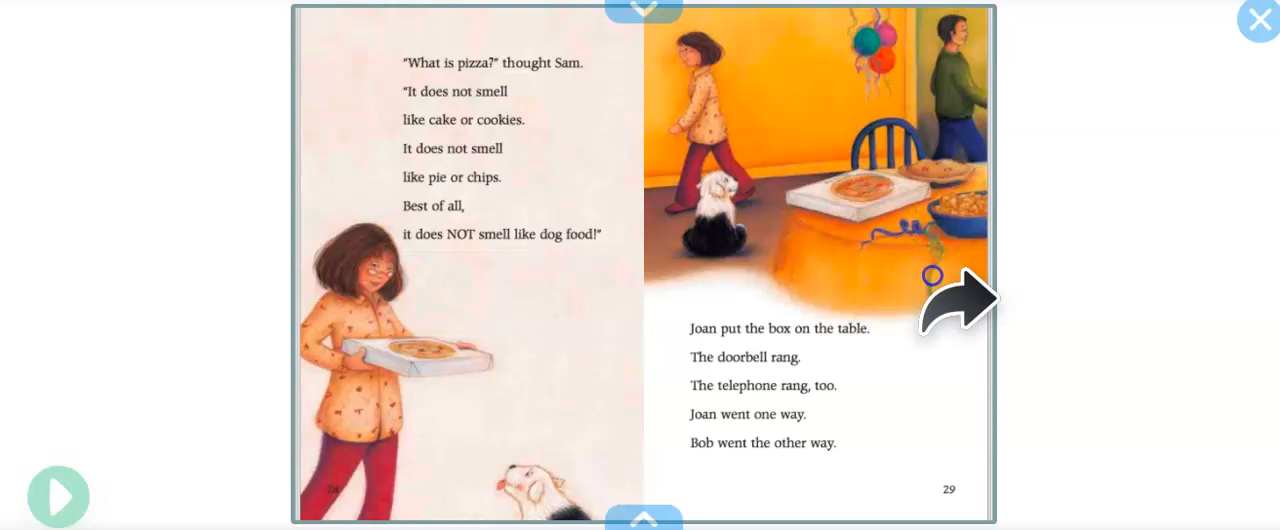 "What is pizza?" thought Sam.
"It does not smell
like cake or cookies.
It does not smell
like pie or chips.
Best of all,
it does NOT smell like dog food!"
28
Joan put the box on the table.
The doorbell rang.
The telephone rang, too.
Joan went one way.
Bob went the other way.
29